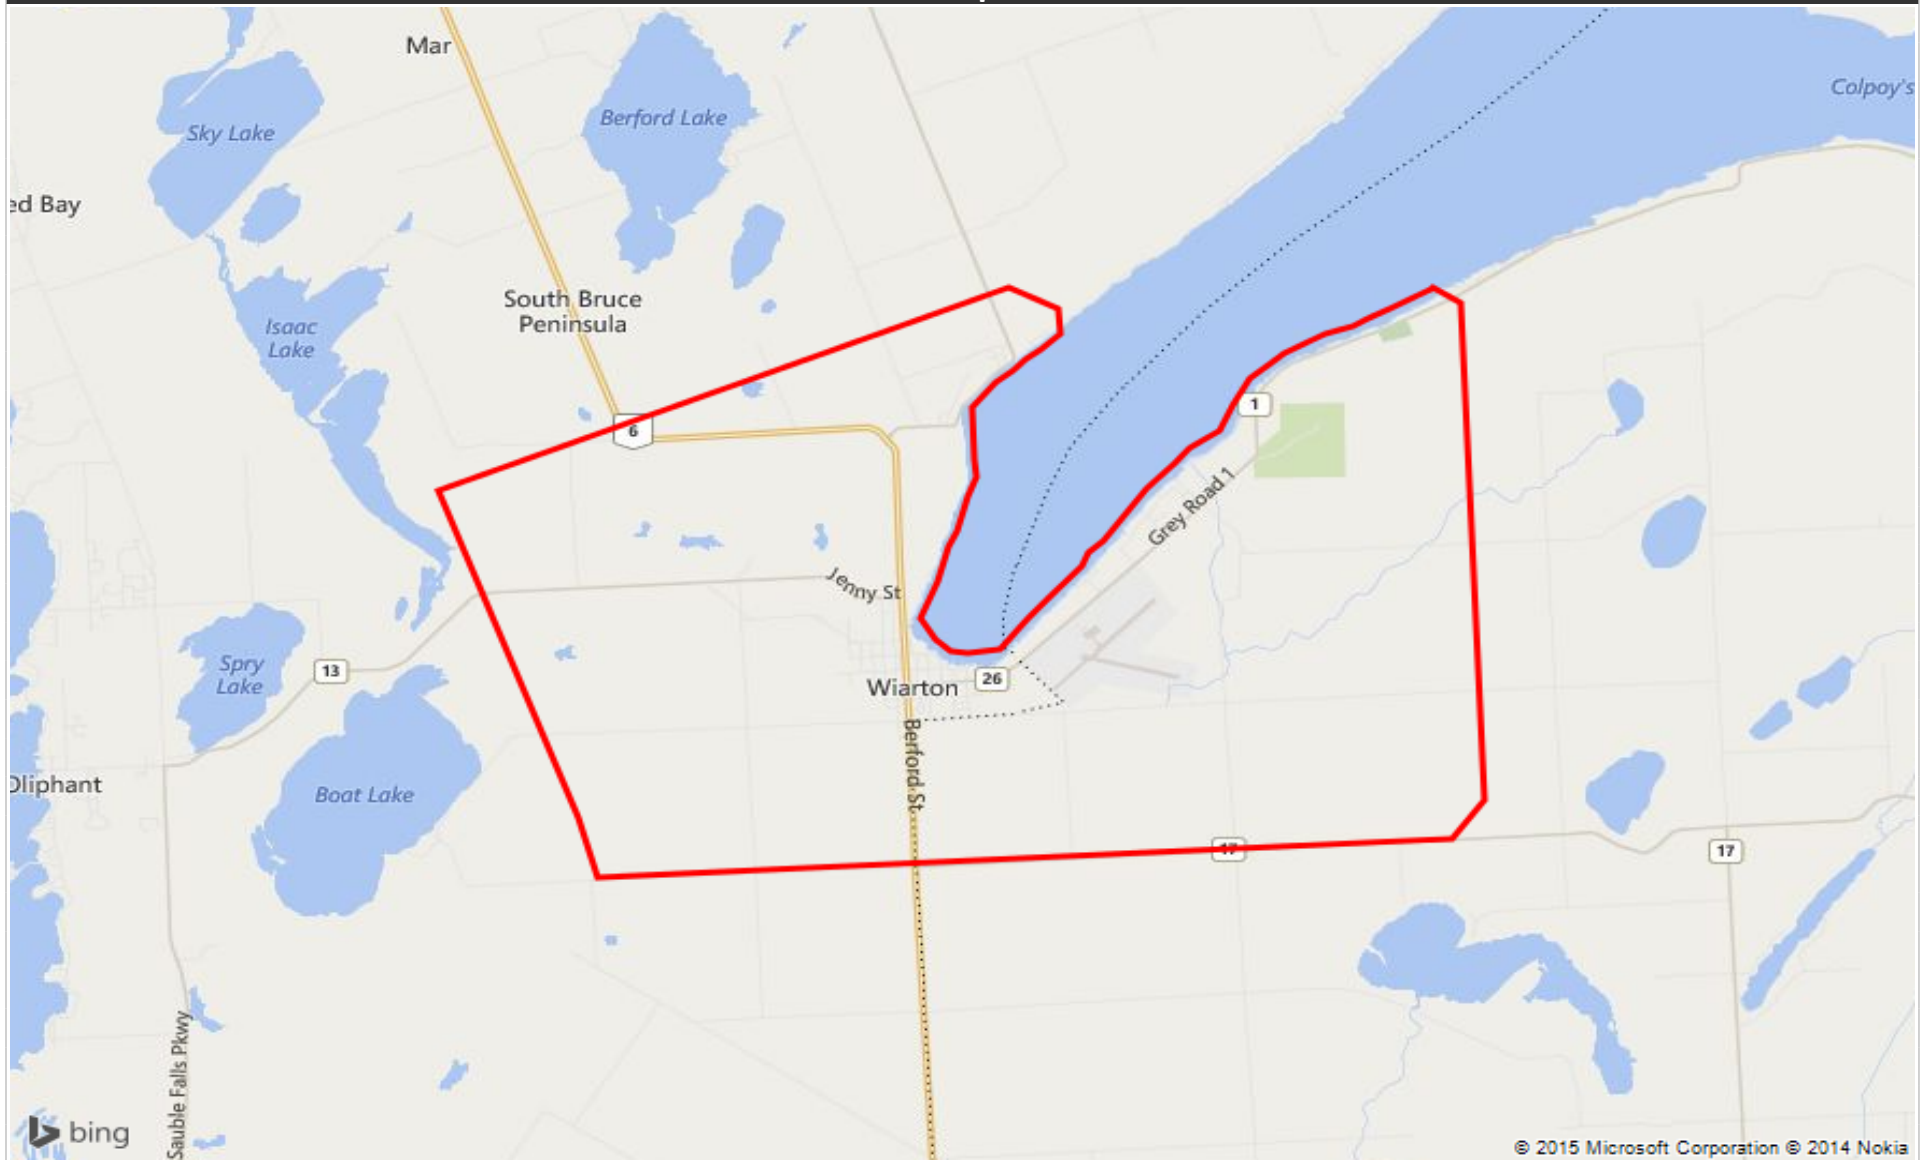 Mar
Colpoy's
Berford Lake
Sky Lake
ed Bay
South Bruce
Peninsula
Isaac
Lake
1
6
Grey Road 1
Jenny St
Spry
Lake
13
26
Wiarton
Berford St
Oliphant
Boat Lake
17
17
Sauble Falls Pkwy
bing
© 2015 Microsoft Corporation © 2014 Nokia